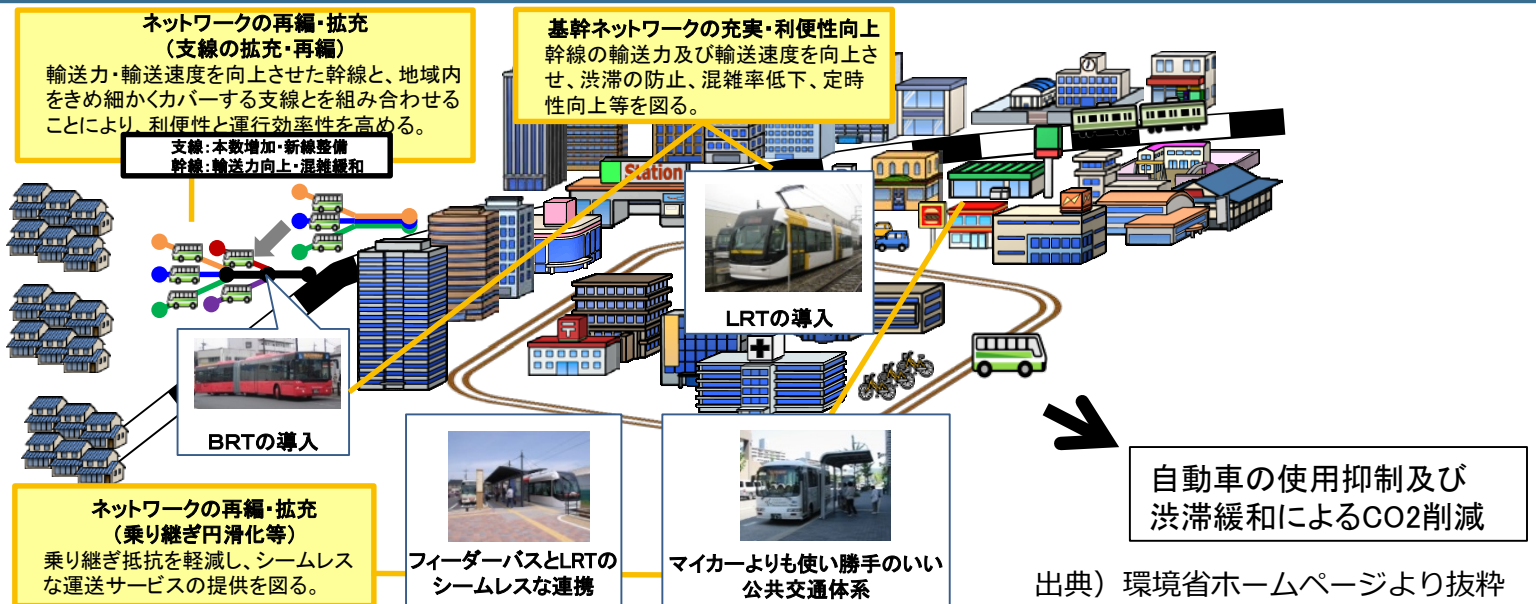 ネットワークの再編・拡充
（支線の拡充・再編）
輸送力・輸送速度を向上させた幹線と、地域内
をきめ細かくカバーする支線とを組み合わせる
ことにより、利便性と運行効率性を高める。
支線：本数増加・新線整備
幹線：輸送力向上・混雑緩和
基幹ネットワークの充実・利便性向上
幹線の輸送力及び輸送速度を向上さ
せ、渋滞の防止、混雑率低下、定時
性向上等を図る。
Station
LRTの導入
BRTの導入
ネットワークの再編・拡充
（乗り継ぎ円滑化等）
乗り継ぎ抵抗を軽減し、シームレス
な運送サービスの提供を図る。
フィーダーバスとLRTの
シームレスな連携
マイカーよりも使い勝手のいい
公共交通体系
自動車の使用抑制及び
渋滞緩和によるCO2削減
出典）環境省ホームページより抜粋